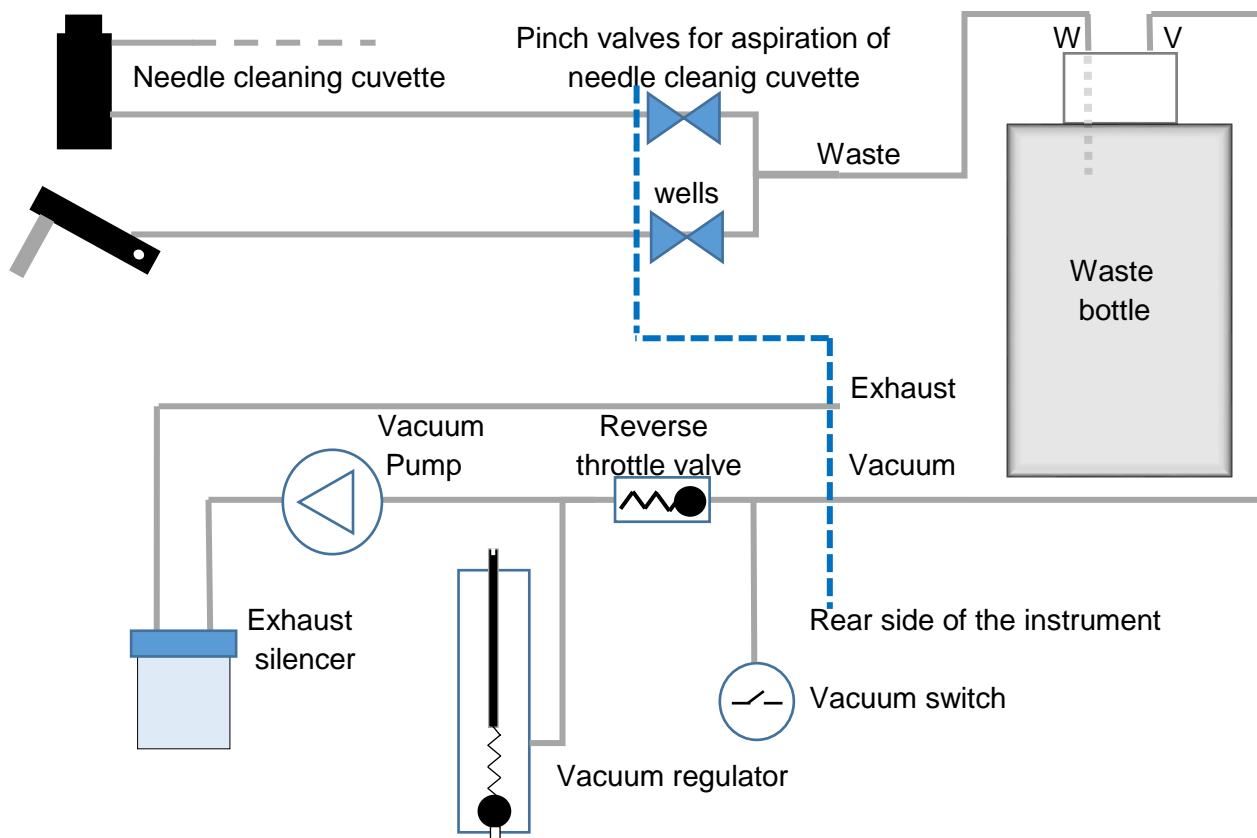 Pinch valves for aspiration of
needle cleanig cuvette
W
V
Needle cleaning cuvette
Waste
wells
Waste
bottle
Exhaust
Vacuum
Pump
Reverse
throttle valve
Vacuum
Exhaust
silencer
Rear side of the instrument
Vacuum switch
Vacuum regulator